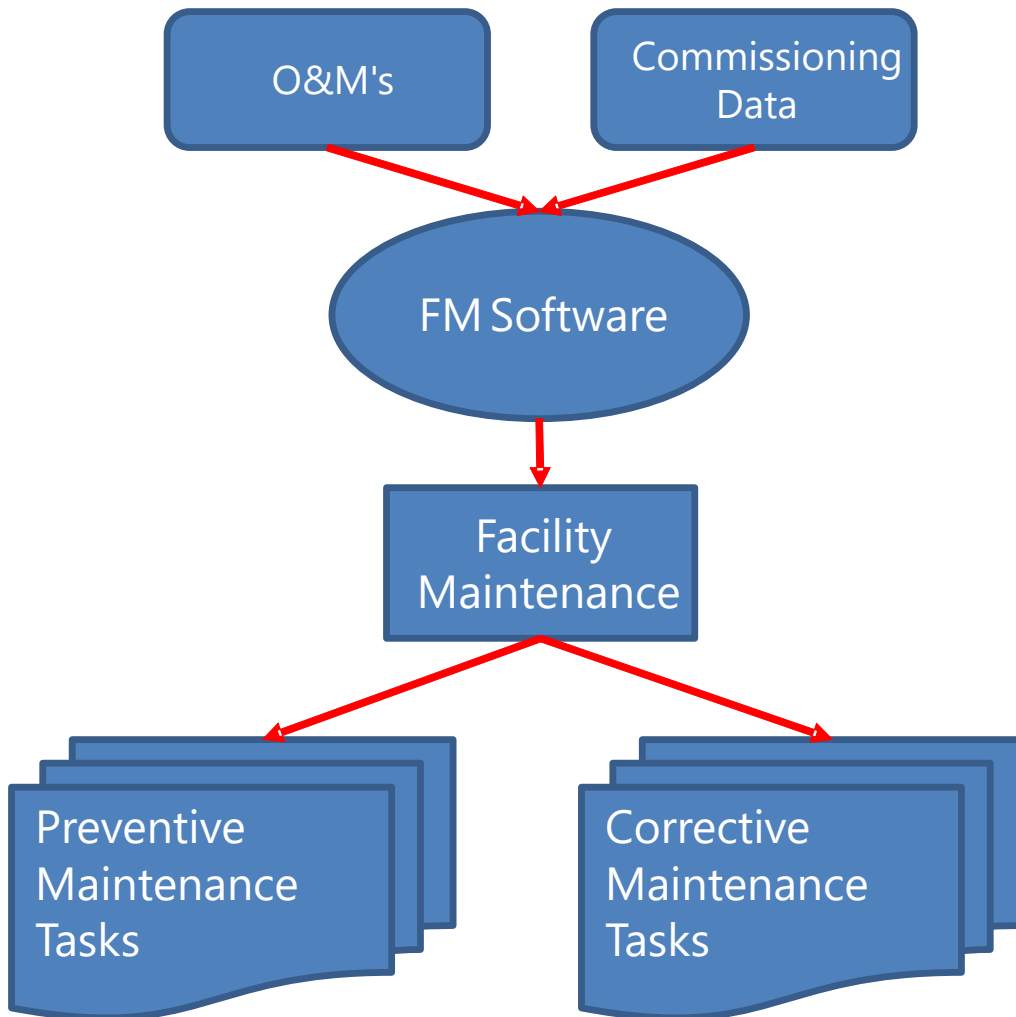 O&M's
Commissioning
Data
FM Software
Facility
Maintenance
Preventive
Maintenance
Tasks
Corrective
Maintenance
Tasks